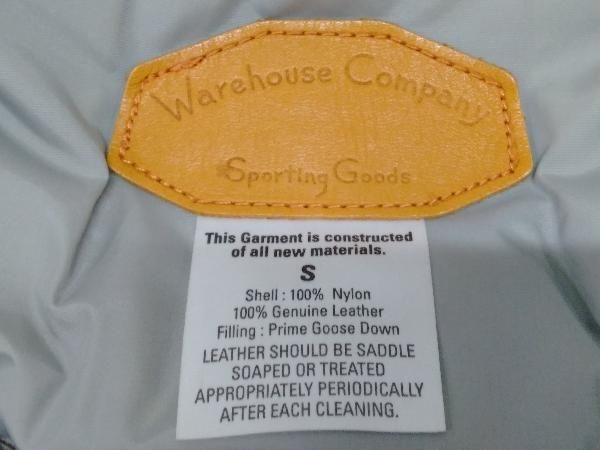 Warehouse Company
Sporting Goods
This Garment is constructed
of all new materials.
S
Shell : 100% Nylon
100% Genuine Leather
Filling : Prime Goose Down
LEATHER SHOULD BE SADDLE
SOAPED OR TREATED
APPROPRIATELY PERIODICALLY
AFTER EACH CLEANING.